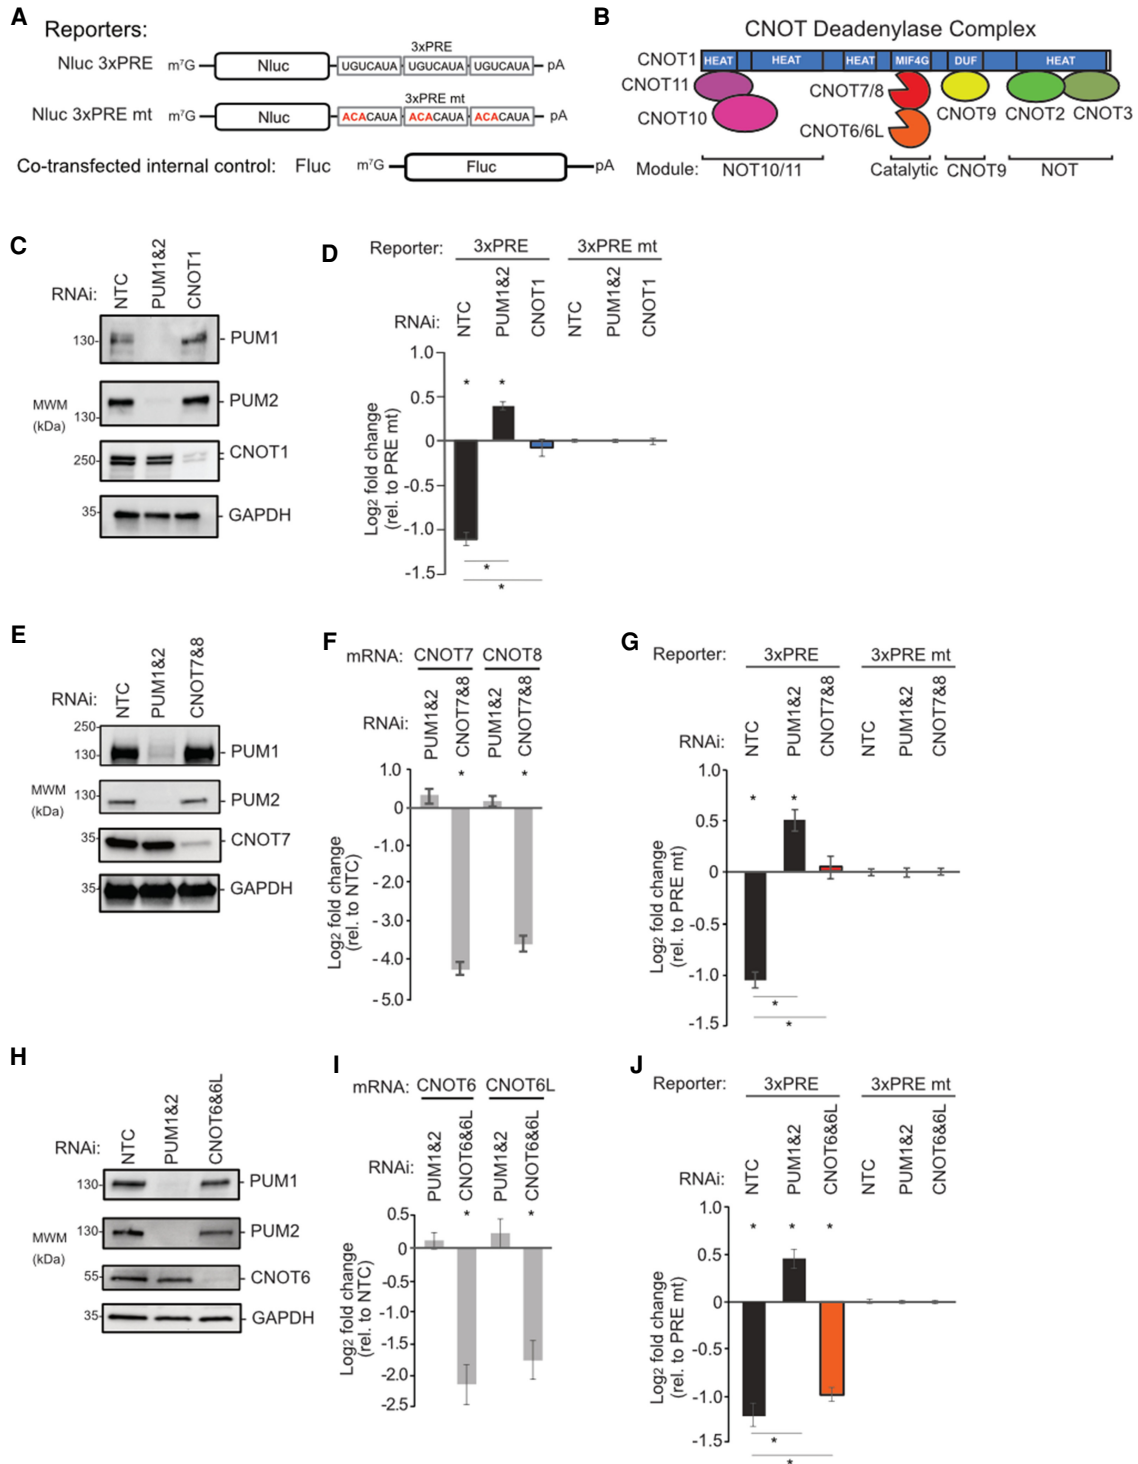 A
Reporters:
3xPRE
Nluc 3xPRE m⁷G Nluc UGUCAUA UGUCAUA UGUCAUA pA
3xPRE mt
Nluc 3xPRE mt m⁷G Nluc ACACAUA ACACAUA ACACAUA pA
Co-transfected internal control: Fluc m⁷G Fluc pA
B
CNOT Deadenylase Complex
CNOT1 HEAT HEAT HEAT MIF4G DUF HEAT
CNOT11 CNOT7/8
CNOT10 CNOT9 CNOT2 CNOT3
CNOT6/6L
Module: NOT10/11 Catalytic CNOT9 NOT
C
RNAi: NTC PUM1&2 CNOT1
MWM
(kDa)
130 PUM1
130 PUM2
250 CNOT1
35 GAPDH
D
Reporter: 3xPRE 3xPRE mt
RNAi: NTC PUM1&2 CNOT1 NTC PUM1&2 CNOT1
Log2 fold change
(rel. to PRE mt)
1.0
0.5
0
-0.5
-1.0
-1.5
* *
*
*
E
RNAi: NTC PUM1&2 CNOT7&8
MWM
(kDa)
250
130 PUM1
130 PUM2
35 CNOT7
35 GAPDH
F
mRNA: CNOT7 CNOT8
RNAi: PUM1&2 CNOT7&8 PUM1&2 CNOT7&8
Log2 fold change
(rel. to NTC)
1.0
0
-1.0
-2.0
-3.0
-4.0
-5.0
* *
G
Reporter: 3xPRE 3xPRE mt
RNAi: NTC PUM1&2 CNOT7&8 NTC PUM1&2 CNOT7&8
Log2 fold change
(rel. to PRE mt)
1.0
0.5
0
-0.5
-1.0
-1.5
* *
*
*
H
RNAi: NTC PUM1&2 CNOT6&6L
MWM
(kDa)
130 PUM1
130 PUM2
55 CNOT6
35 GAPDH
I
mRNA: CNOT6 CNOT6L
RNAi: PUM1&2 CNOT6&6L PUM1&2 CNOT6&6L
Log2 fold change
(rel. to NTC)
0.5
0
-0.5
-1.0
-1.5
-2.0
-2.5
* *
J
Reporter: 3xPRE 3xPRE mt
RNAi: NTC PUM1&2 CNOT6&6L NTC PUM1&2 CNOT6&6L
Log2 fold change
(rel. to PRE mt)
1.0
0.5
0
-0.5
-1.0
-1.5
* * *
*
*